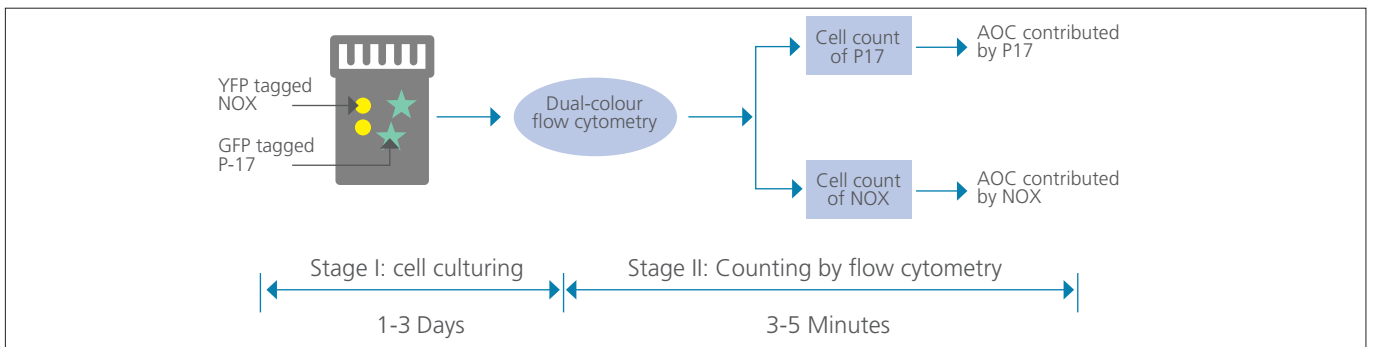 YFP tagged
NOX
GFP tagged
P-17
Dual-colour
flow cytometry
Cell count
of P17
AOC contributed
by P17
Cell count
of NOX
AOC contributed
by NOX
Stage I: cell culturing
Stage II: Counting by flow cytometry
1-3 Days
3-5 Minutes